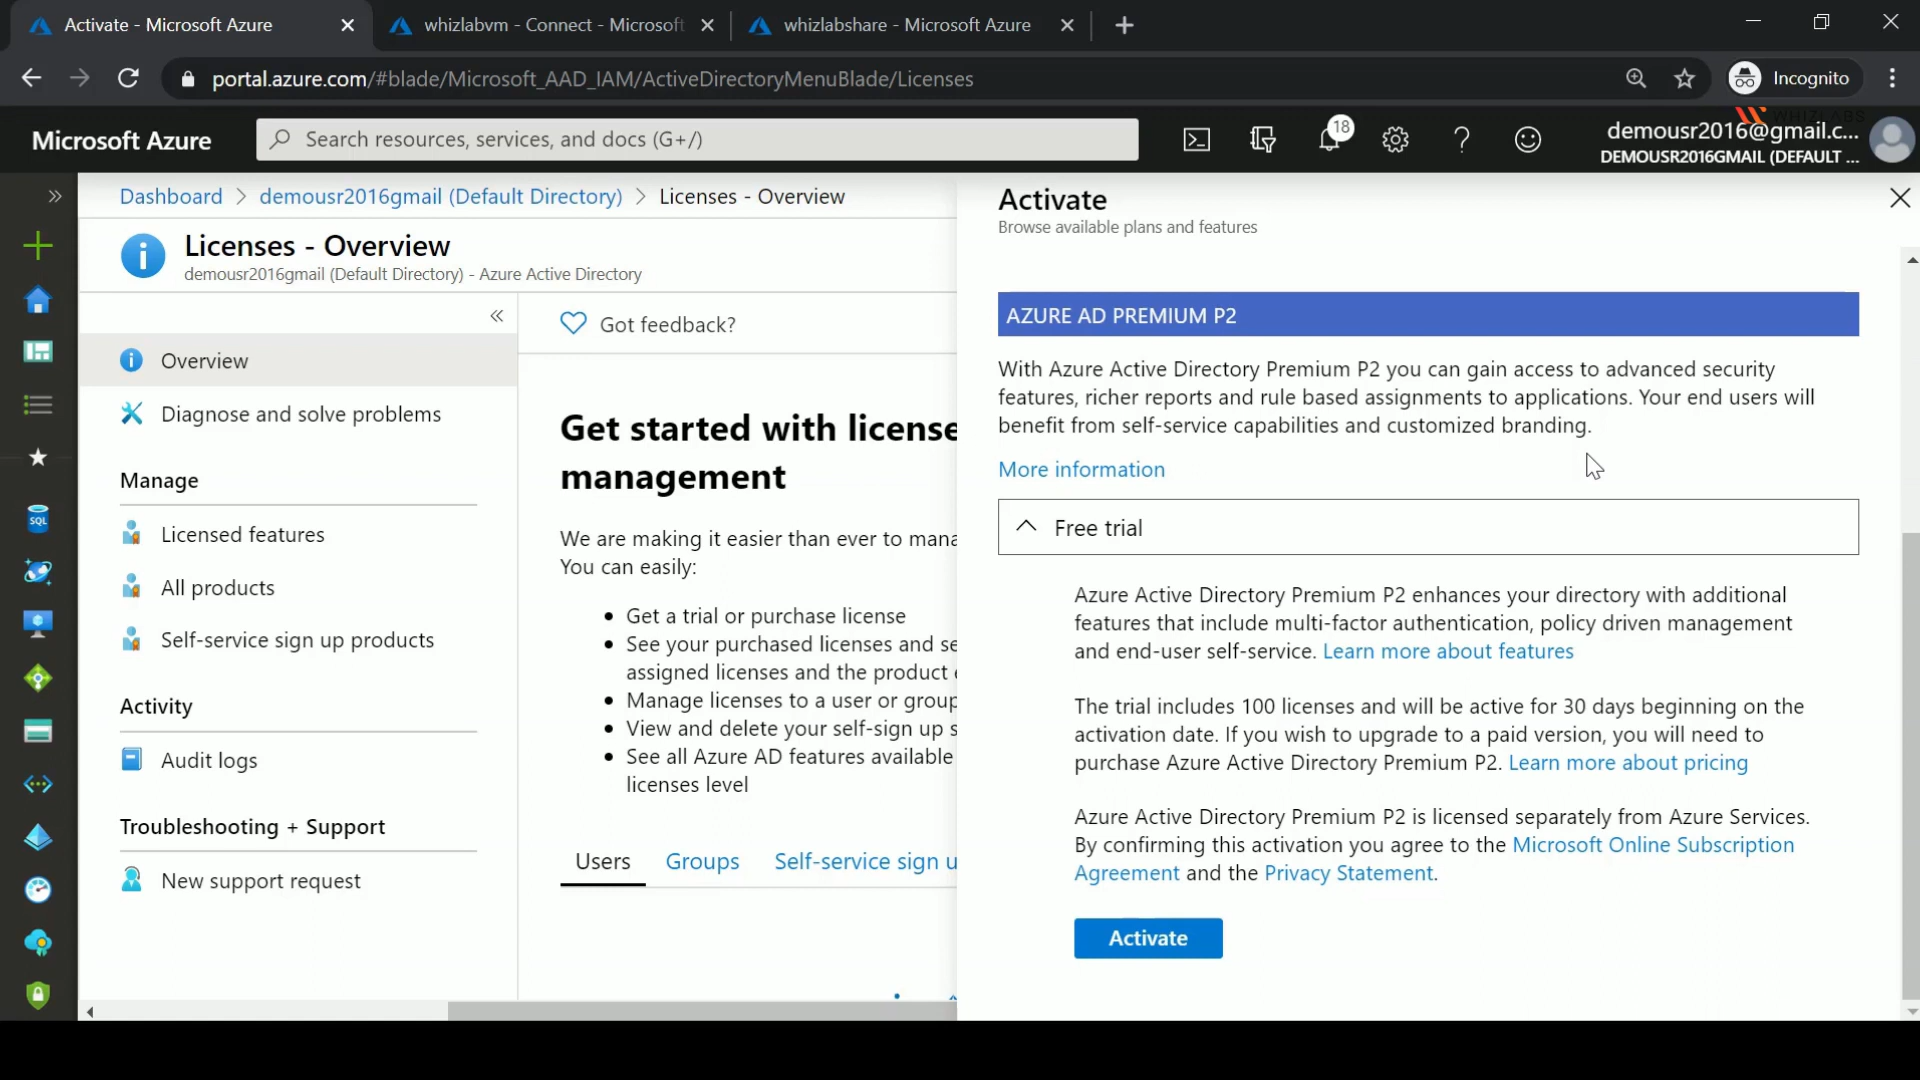 Activate - Microsoft Azure
whizlabvm - Connect - Microsoft
whizlabshare - Microsoft Azure
portal.azure.com/#blade/Microsoft_AAD_IAM/ActiveDirectoryMenuBlade/Licenses
Incognito
WHIZLABS
Microsoft Azure
Search resources, services, and docs (G+/)
18
demousr2016@gmail.c...
DEMOUSR2016GMAIL (DEFAULT ...
Dashboard > demousr2016gmail (Default Directory) > Licenses - Overview
Licenses - Overview
demousr2016gmail (Default Directory) - Azure Active Directory
Overview
Diagnose and solve problems
Manage
Licensed features
All products
Self-service sign up products
Activity
Audit logs
Troubleshooting + Support
New support request
SQL
Got feedback?
Get started with license
management
We are making it easier than ever to mana
You can easily:
Get a trial or purchase license
See your purchased licenses and se
assigned licenses and the product
Manage licenses to a user or group
View and delete your self-sign up s
See all Azure AD features available
licenses level
Users
Groups
Self-service sign u
Activate
Browse available plans and features
AZURE AD PREMIUM P2
With Azure Active Directory Premium P2 you can gain access to advanced security
features, richer reports and rule based assignments to applications. Your end users will
benefit from self-service capabilities and customized branding.
More information
Free trial
Azure Active Directory Premium P2 enhances your directory with additional
features that include multi-factor authentication, policy driven management
and end-user self-service. Learn more about features
The trial includes 100 licenses and will be active for 30 days beginning on the
activation date. If you wish to upgrade to a paid version, you will need to
purchase Azure Active Directory Premium P2. Learn more about pricing
Azure Active Directory Premium P2 is licensed separately from Azure Services.
By confirming this activation you agree to the Microsoft Online Subscription
Agreement and the Privacy Statement.
Activate